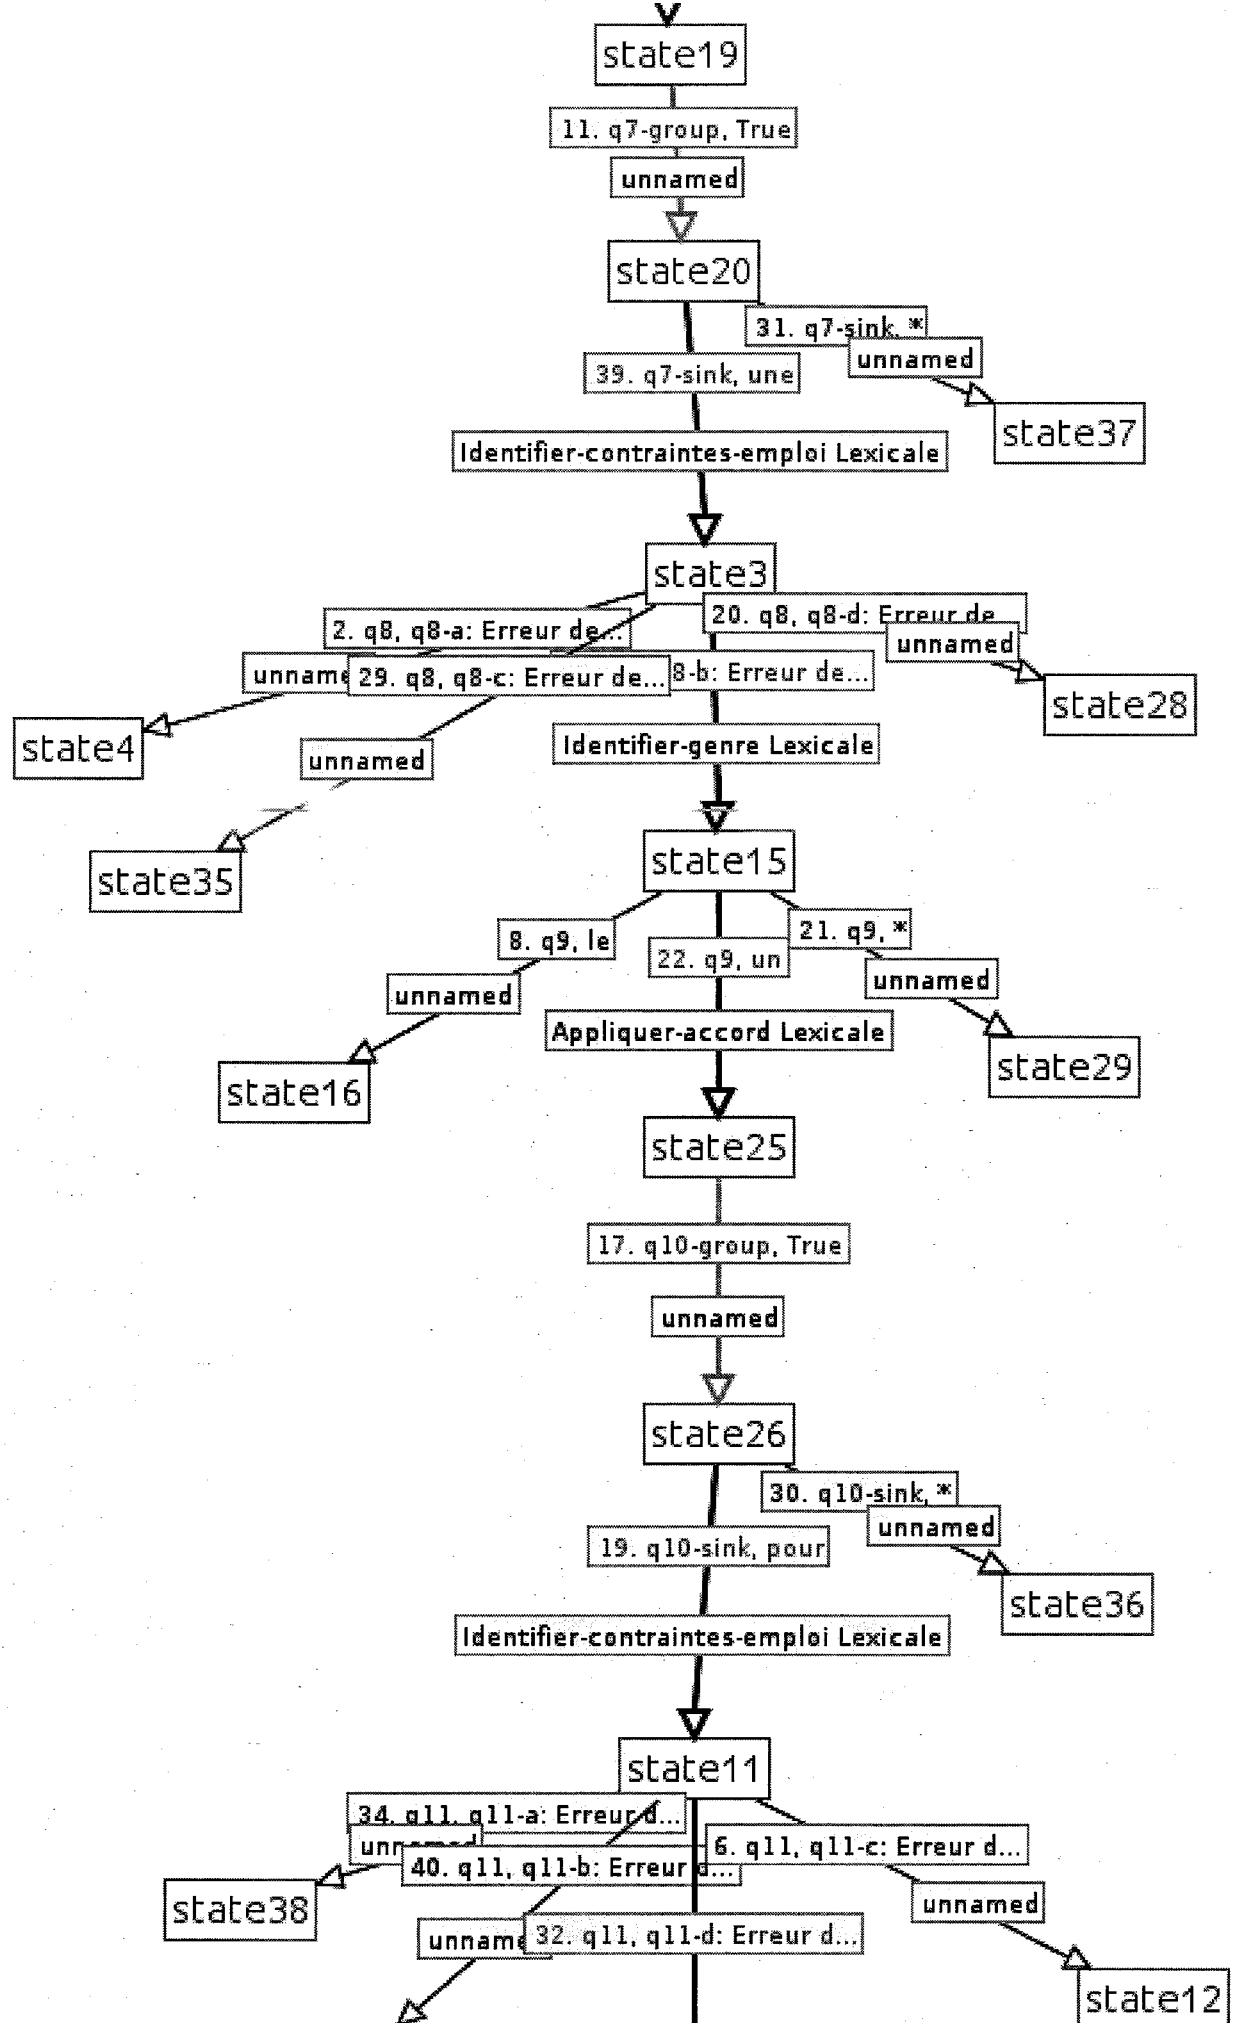 state19
11. q7-group, True
unnamed
state20
31. q7-sink, *
unnamed
39. q7-sink, une
state37
Identifier-contraintes-emploi Lexicale
state3
20. q8, q8-d: Erreur de...
2. q8, q8-a: Erreur de...
unnamed
29. q8, q8-c: Erreur de...
8-b: Erreur de...
state28
state4
Identifier-genre Lexicale
unnamed
state15
state35
8. q9, le
21. q9, *
22. q9, un
unnamed
unnamed
Appliquer-accord Lexicale
state29
state16
state25
17. q10-group, True
unnamed
state26
30. q10-sink, *
unnamed
19. q10-sink, pour
state36
Identifier-contraintes-emploi Lexicale
state11
34. q11, q11-a: Erreur d...
unnamed
6. q11, q11-c: Erreur d...
40. q11, q11-b: Erreur d...
unnamed
state38
32. q11, q11-d: Erreur d...
state12